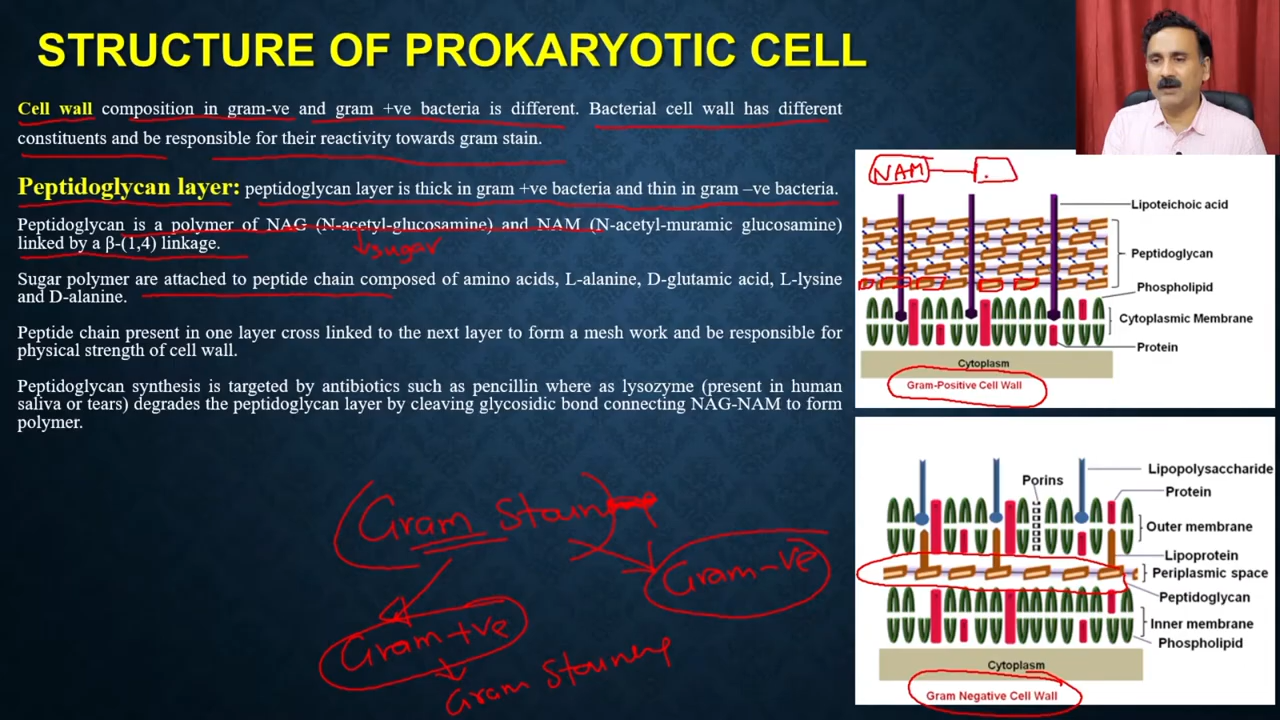 STRUCTURE OF PROKARYOTIC CELL
Cell wall composition in gram-ve and gram +ve bacteria is different. Bacterial cell wall has different
constituents and be responsible for their reactivity towards gram stain.
Peptidoglycan layer: peptidoglycan layer is thick in gram +ve bacteria and thin in gram –ve bacteria.
Peptidoglycan is a polymer of NAG (N-acetyl-glucosamine) and NAM (N-acetyl-muramic glucosamine)
linked by a β-(1,4) linkage.
sugar
Sugar polymer are attached to peptide chain composed of amino acids, L-alanine, D-glutamic acid, L-lysine
and D-alanine.
Peptide chain present in one layer cross linked to the next layer to form a mesh work and be responsible for
physical strength of cell wall.
Peptidoglycan synthesis is targeted by antibiotics such as pencillin where as lysozyme (present in human
saliva or tears) degrades the peptidoglycan layer by cleaving glycosidic bond connecting NAG-NAM to form
polymer.
Gram
Gram-ve
Gram+ve
Gram
NAM
Lipoteichoic acid
Peptidoglycan
Phospholipid
Cytoplasmic Membrane
Protein
Cytoplasm
Gram-Positive Cell Wall
Lipopolysaccharide
Porins
Protein
Outer membrane
Lipoprotein
Periplasmic space
Peptidoglycan
Inner membrane
Phospholipid
Cytoplasm
Gram Negative Cell Wall